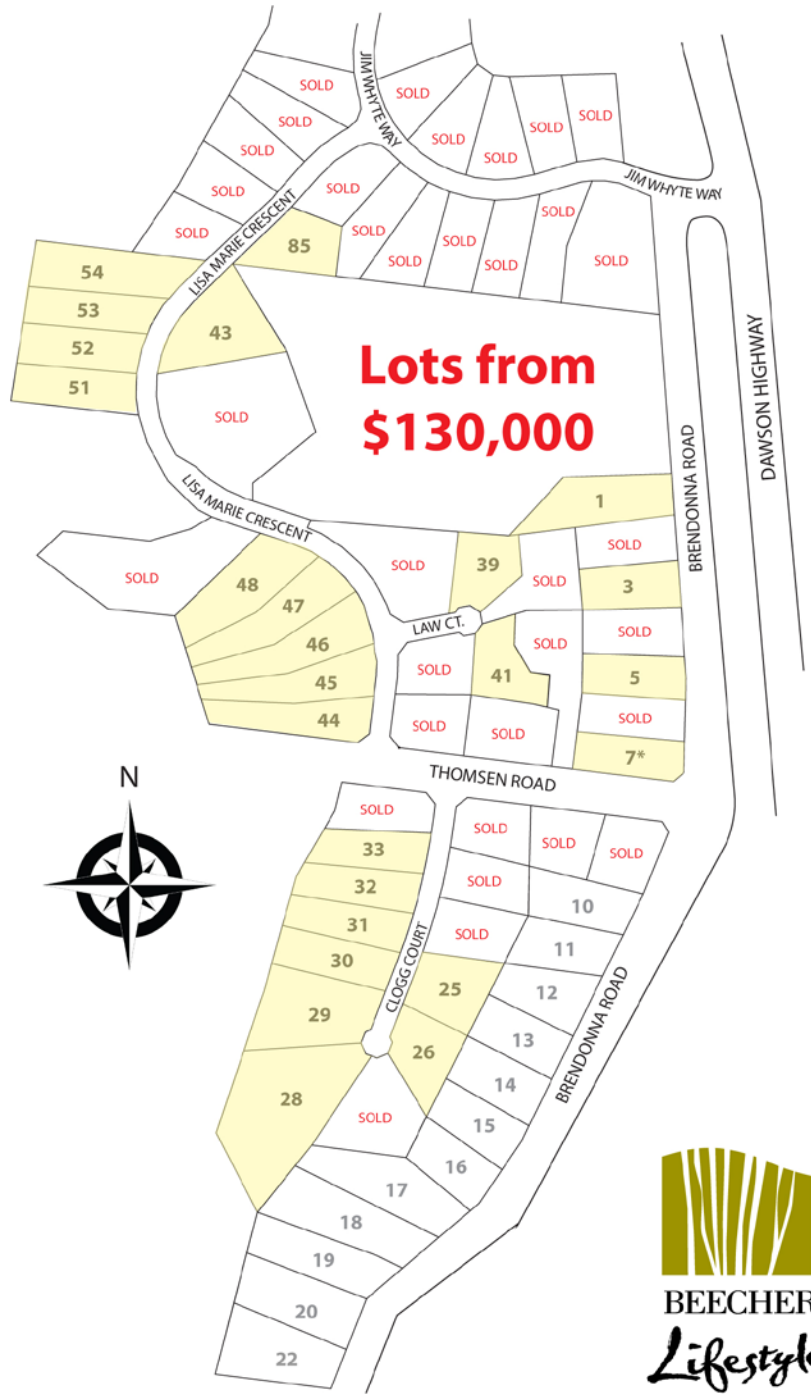 SOLD
SOLD
SOLD
SOLD
SOLD
JIM WHYTE WAY
SOLD
SOLD
SOLD
SOLD
SOLD
JIM WHYTE WAY
LISA MARIE CRESCENT
SOLD
SOLD
SOLD
SOLD
SOLD
SOLD
SOLD
85
54
53
52
51
43
SOLD
Lots from
$130,000
DAWSON HIGHWAY
BRENDONNA ROAD
LISA MARIE CRESCENT
SOLD
48
47
46
45
44
SOLD
39
SOLD
1
SOLD
3
LAW CT.
SOLD
41
SOLD
SOLD
5
SOLD
SOLD
SOLD
7*
THOMSEN ROAD
N
SOLD
33
32
31
30
29
28
CLOGG COURT
SOLD
SOLD
SOLD
SOLD
SOLD
25
26
SOLD
10
11
12
13
14
15
16
17
18
19
20
22
BRENDONNA ROAD
BEECHER
Lifestyle